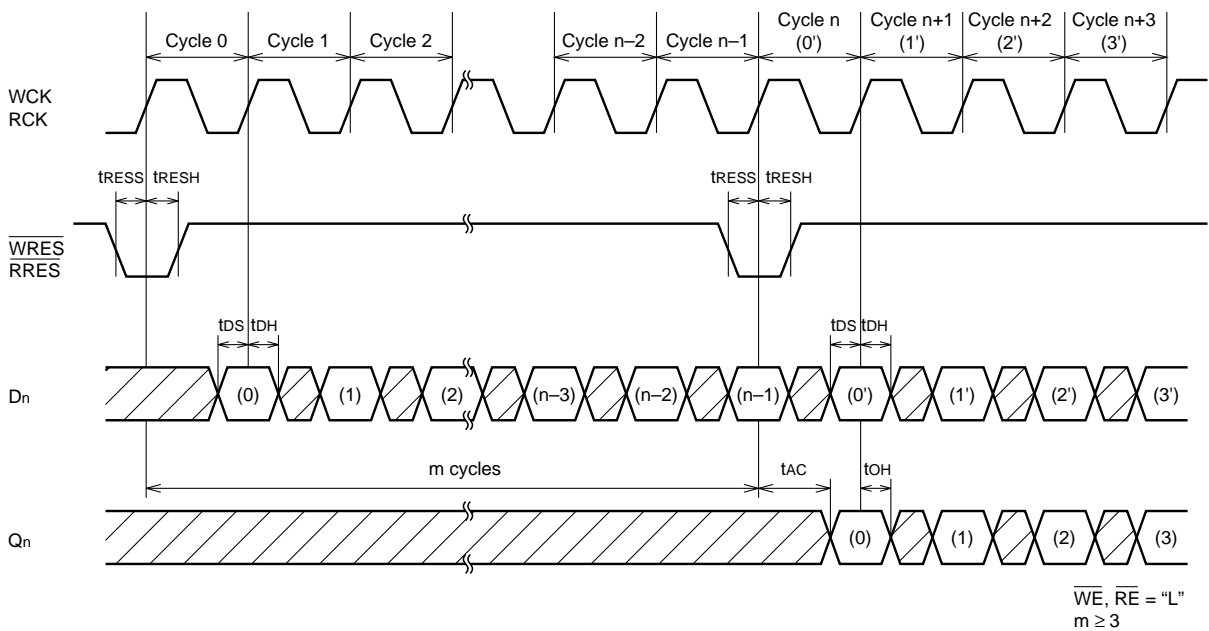 Cycle 0 Cycle 1 Cycle 2 Cycle n–2 Cycle n–1 Cycle n Cycle n+1 Cycle n+2 Cycle n+3
(0') (1') (2') (3')
WCK
RCK
tRESS tRESH tRESS tRESH
WRES
RRES
tDS tDH tDS tDH
Dn (0) (1) (2) (n–3) (n–2) (n–1) (0') (1') (2') (3')
m cycles tAC tOH
Qn (0) (1) (2) (3)
WE, RE = “L”
m ≥ 3